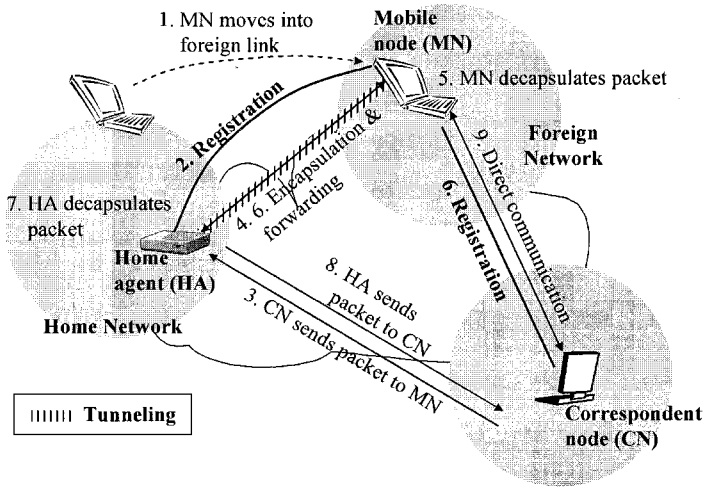 1. MN moves into
foreign link
Mobile
node (MN)
5. MN decapsulates packet
2. Registration
4. 6. Encapsulation &
forwarding
Foreign
Network
9. Direct communication
6. Registration
7. HA decapsulates
packet
Home
agent (HA)
Home Network
8. HA sends
packet to CN
3. CN sends packet to MN
Tunneling
Correspondent
node (CN)